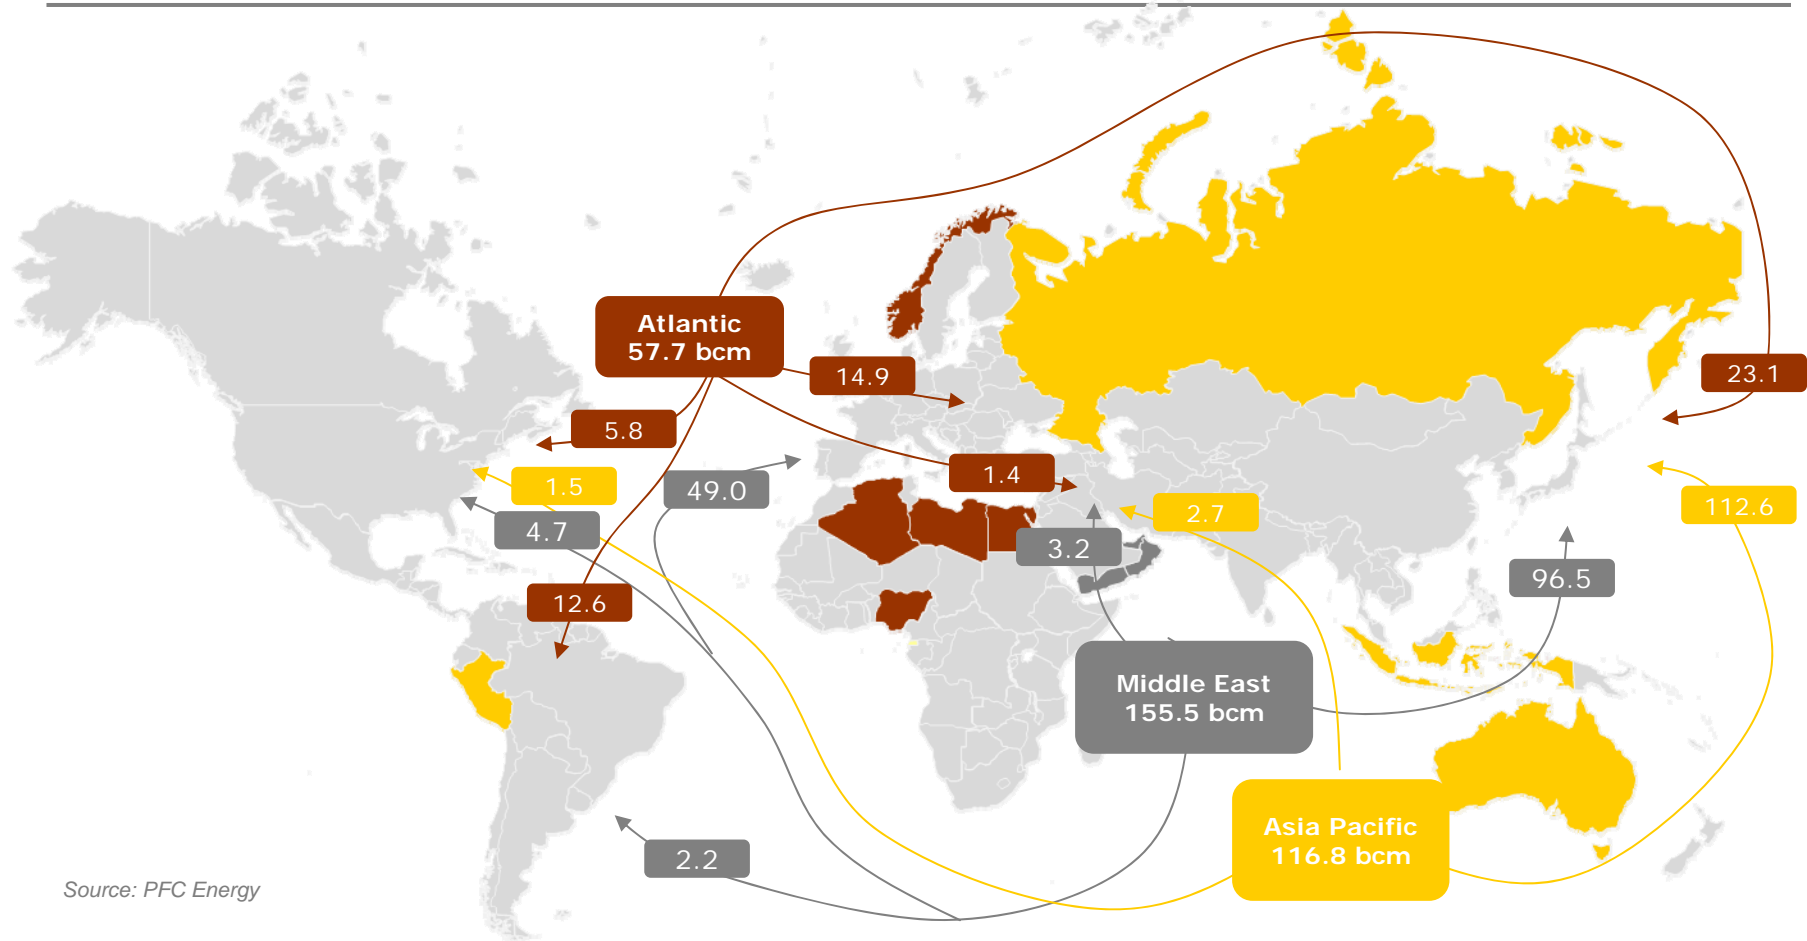 Atlantic
57.7 bcm
14.9
23.1
5.8
1.4
1.5
49.0
4.7
2.7
112.6
3.2
96.5
12.6
Middle East
155.5 bcm
Asia Pacific
116.8 bcm
2.2
Source: PFC Energy